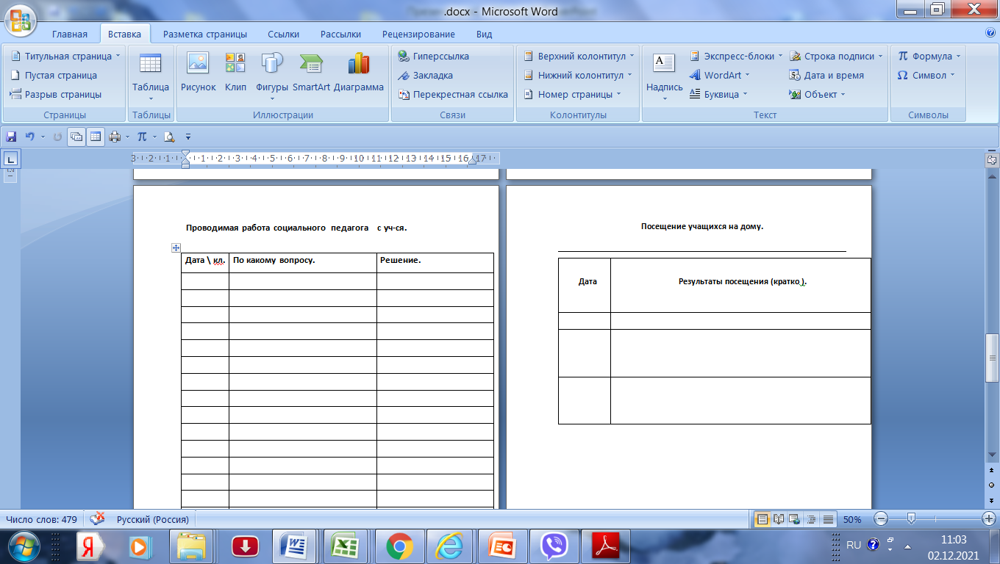 .docx - Microsoft Word
Главная Вставка Разметка страницы Ссылки Рассылки Рецензирование Вид
Титульная страница
Пустая страница
Разрыв страницы
Страницы
Таблица
Таблицы
Рисунок Клип Фигуры SmartArt Диаграмма
Иллюстрации
Гиперссылка
Закладка
Перекрестная ссылка
Связи
Верхний колонтитул
Нижний колонтитул
Номер страницы
Колонтитулы
Надпись
Экспресс-блоки
WordArt
Буквица
Строка подписи
Дата и время
Объект
Текст
Формула
Символ
Символы
3 2 1 1 2 3 4 5 6 7 8 9 10 11 12 13 14 15 16 17
Проводимая работа социального педагога с уч-ся.
Дата \ кл. По какому вопросу. Решение.
Посещение учащихся на дому.
Дата Результаты посещения (кратко ).
Число слов: 479 Русский (Россия) 50%
RU 11:03
02.12.2021